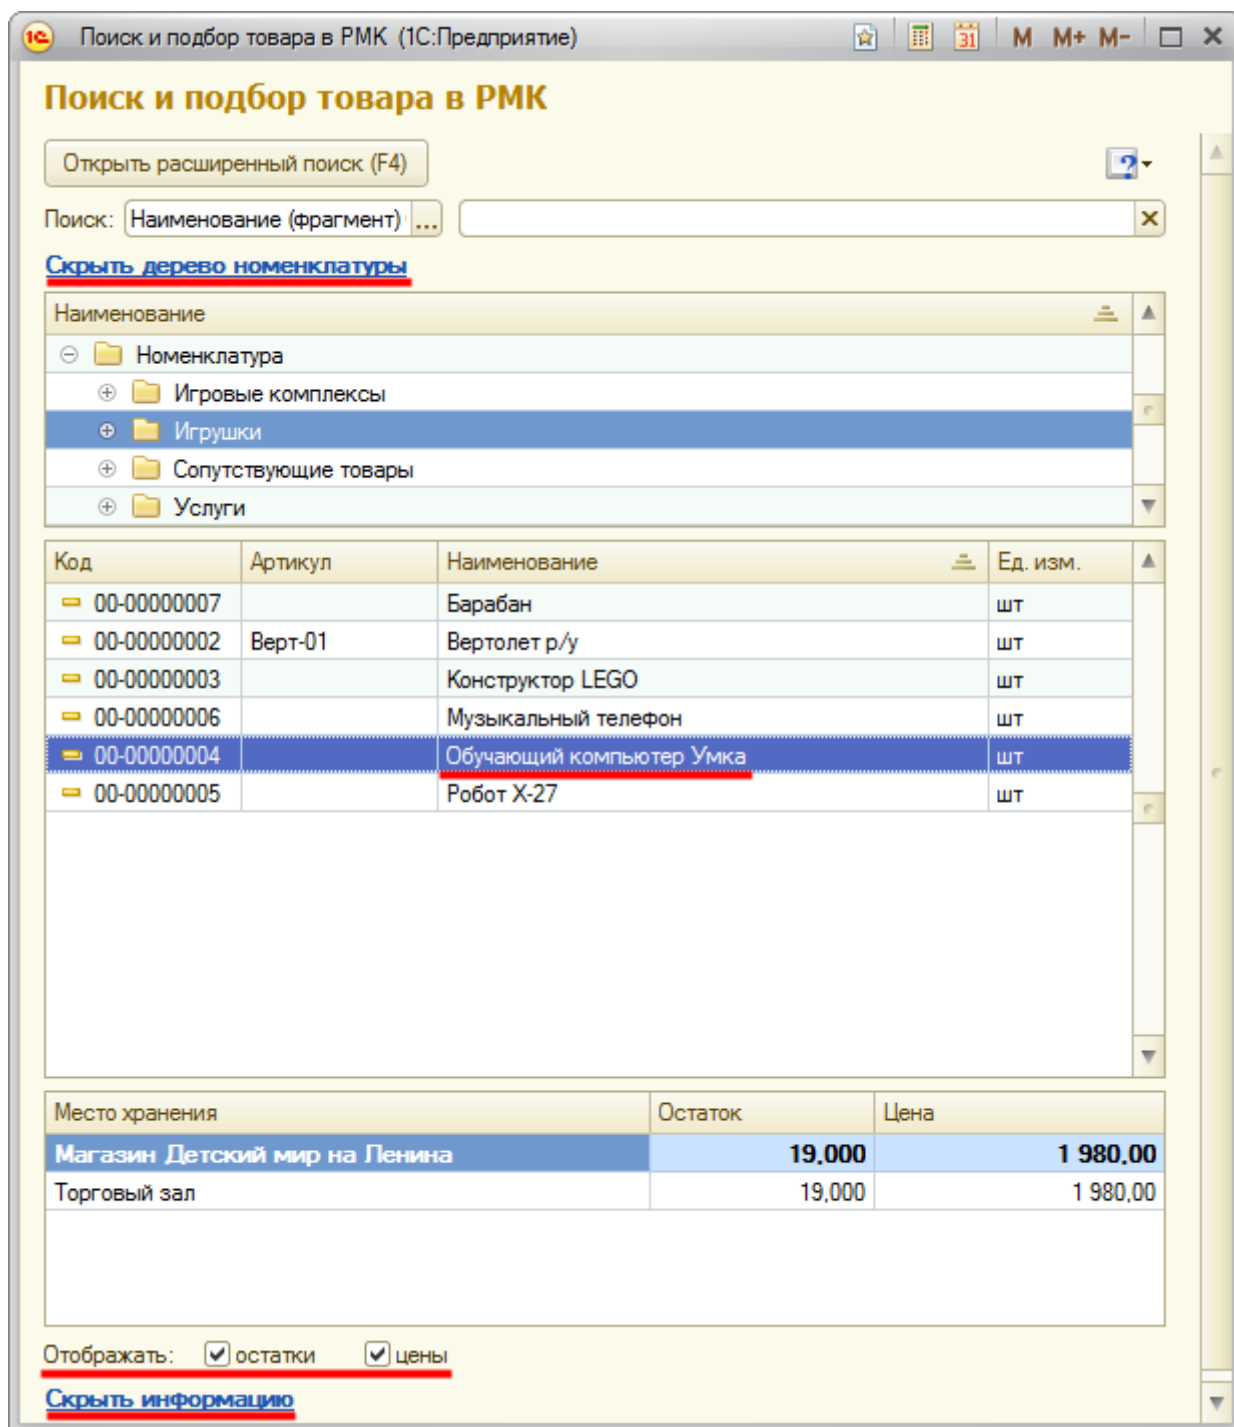 1С Поиск и подбор товара в РМК (1С:Предприятие) 31 M M+ M-
Поиск и подбор товара в РМК
Открыть расширенный поиск (F4) ?
Поиск: Наименование (фрагмент) ...
Скрыть дерево номенклатуры
Наименование
Номенклатура
Игровые комплексы
Игрушки
Сопутствующие товары
Услуги
Код Артикул Наименование Ед. изм.
00-00000007 Барабан шт
00-00000002 Верт-01 Вертолет р/у шт
00-00000003 Конструктор LEGO шт
00-00000006 Музыкальный телефон шт
00-00000004 Обучающий компьютер Умка шт
00-00000005 Робот Х-27 шт
Место хранения Остаток Цена
Магазин Детский мир на Ленина 19,000 1 980,00
Торговый зал 19,000 1 980,00
Отображать: остатки цены
Скрыть информацию